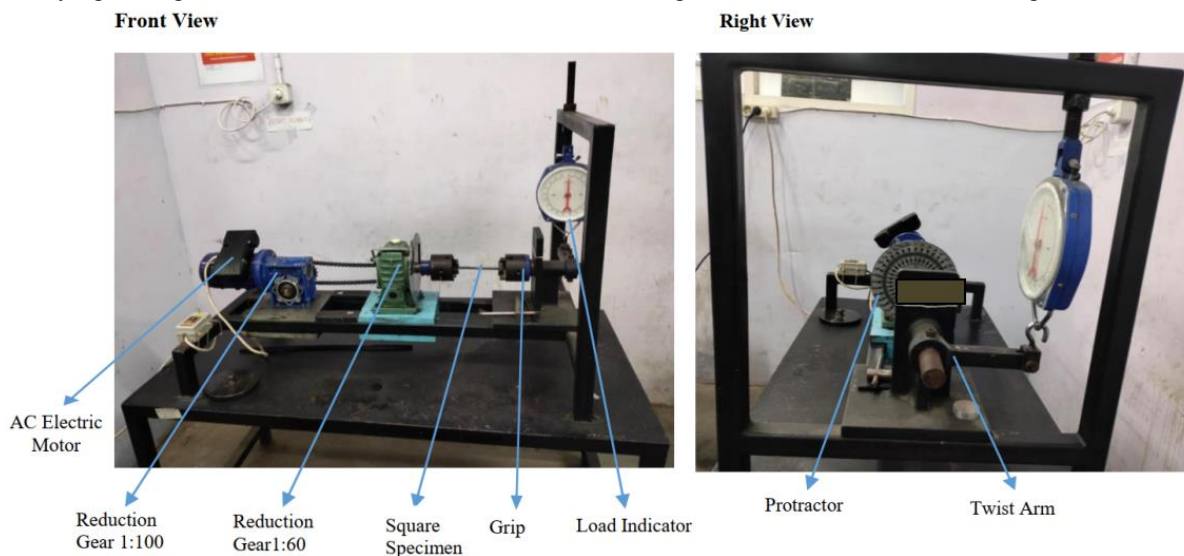 Front View
Right View
AC Electric
Motor
Reduction
Gear 1:100
Reduction
Gear1:60
Square
Specimen
Grip
Load Indicator
Protractor
Twist Arm